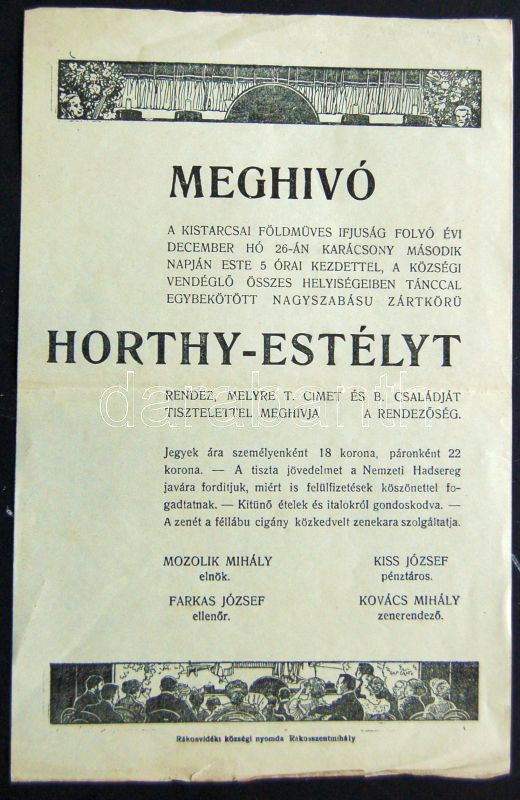 MEGHIVÓ
A KISTARCSAI FÖLDMÜVES IFJUSÁG FOLYÓ ÉVI
DECEMBER HÓ 26-ÁN KARÁCSONY MÁSODIK
NAPJÁN ESTE 5 ÓRAI KEZDETTEL, A KÖZSÉGI
VENDÉGLŐ ÖSSZES HELYISÉGEIBEN TÁNCCAL
EGYBEKÖTÖTT NAGYSZABÁSU ZÁRTKÖRÜ
HORTHY-ESTÉLYT
RENDEZ, MELYRE T. CIMET ÉS B. CSALÁDJÁT
TISZTELETTEL MEGHIVJA A RENDEZŐSÉG.
darabanth
Jegyek ára személyenként 18 korona, páronként 22
korona. — A tiszta jövedelmet a Nemzeti Hadsereg
javára forditjuk, miért is felülfizetések köszönettel fo-
gadtatnak. — Kitünő ételek és italokról gondoskodva. —
A zenét a féllábu cigány közkedvelt zenekara szolgáltatja.
MOZOLIK MIHÁLY KISS JÓZSEF
elnök. pénztáros.
FARKAS JÓZSEF KOVÁCS MIHÁLY
ellenőr. zenerendező.
Rákosvidéki községi nyomda Rákosszentmihály